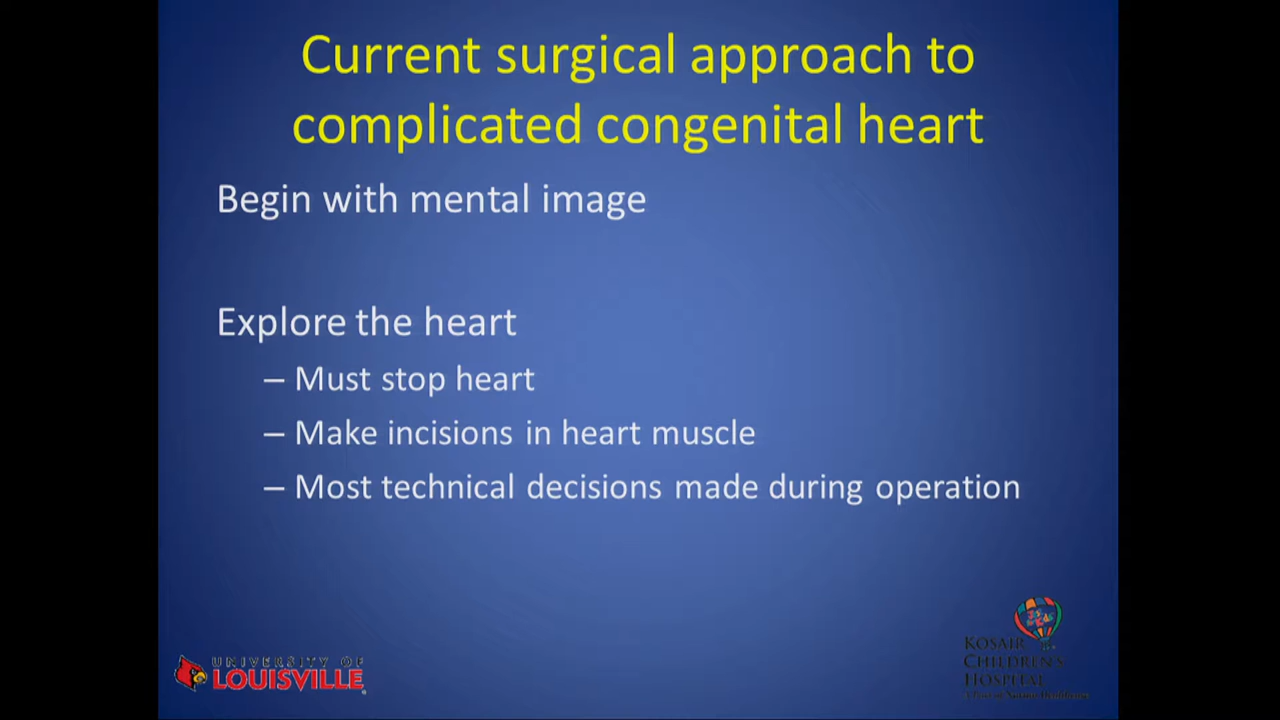 Current surgical approach to
complicated congenital heart
Begin with mental image
Explore the heart
– Must stop heart
– Make incisions in heart muscle
– Most technical decisions made during operation
UNIVERSITY OF
LOUISVILLE
KOSAIR
CHILDREN'S
HOSPITAL